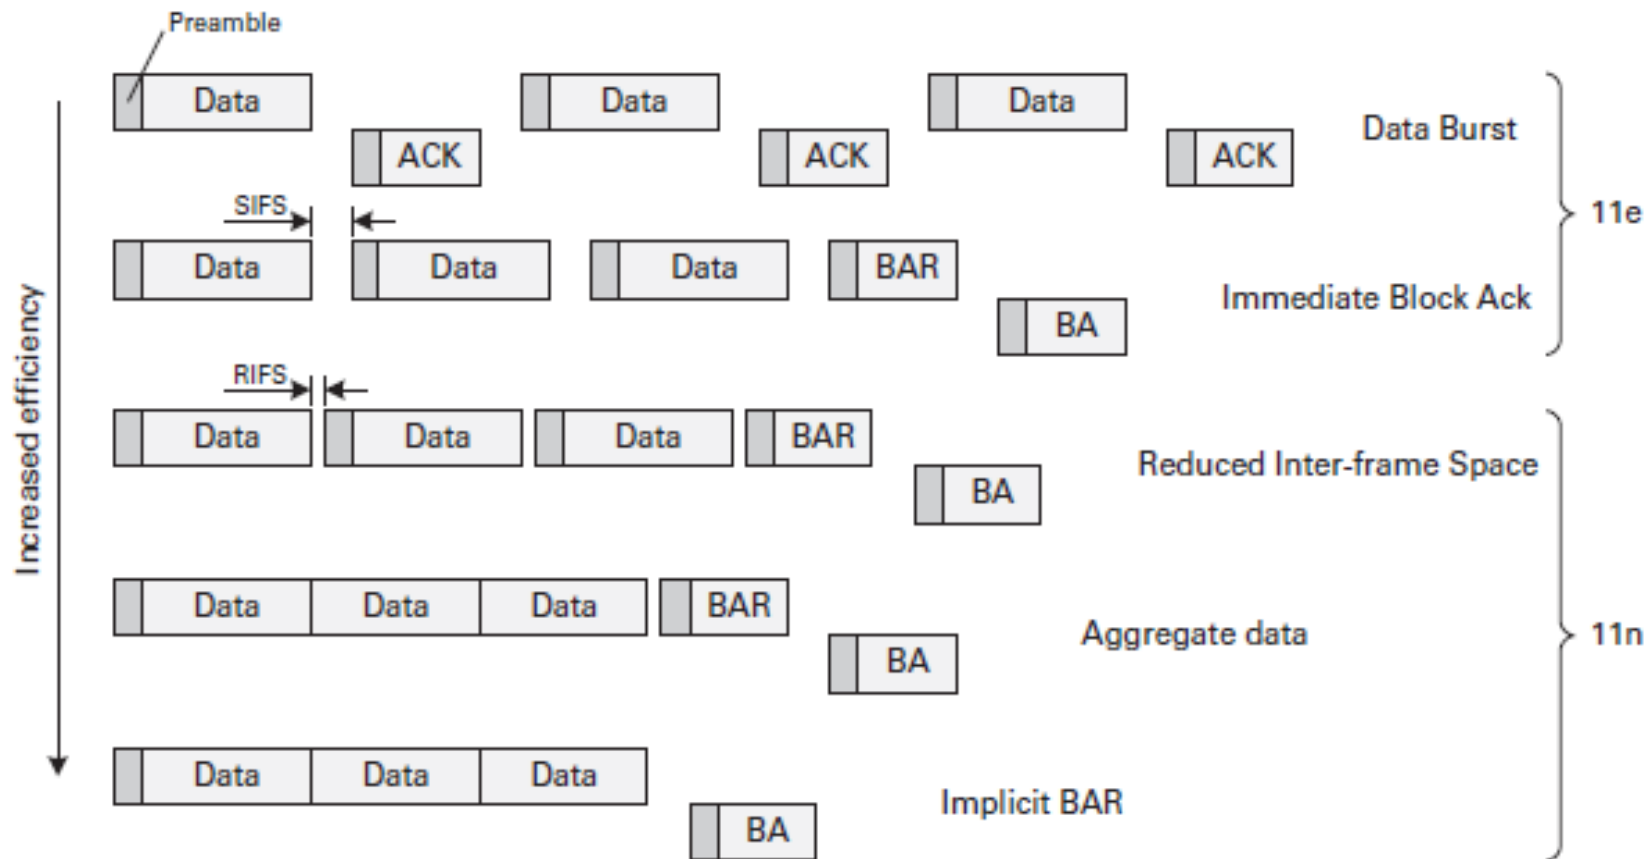 Preamble
Data Data Data
Data Burst
ACK ACK ACK
SIFS
11e
Data Data Data BAR
Immediate Block Ack
BA
RIFS
Increased efficiency
Data Data Data BAR
Reduced Inter-frame Space
BA
Data Data Data BAR
Aggregate data
11n
BA
Data Data Data
Implicit BAR
BA